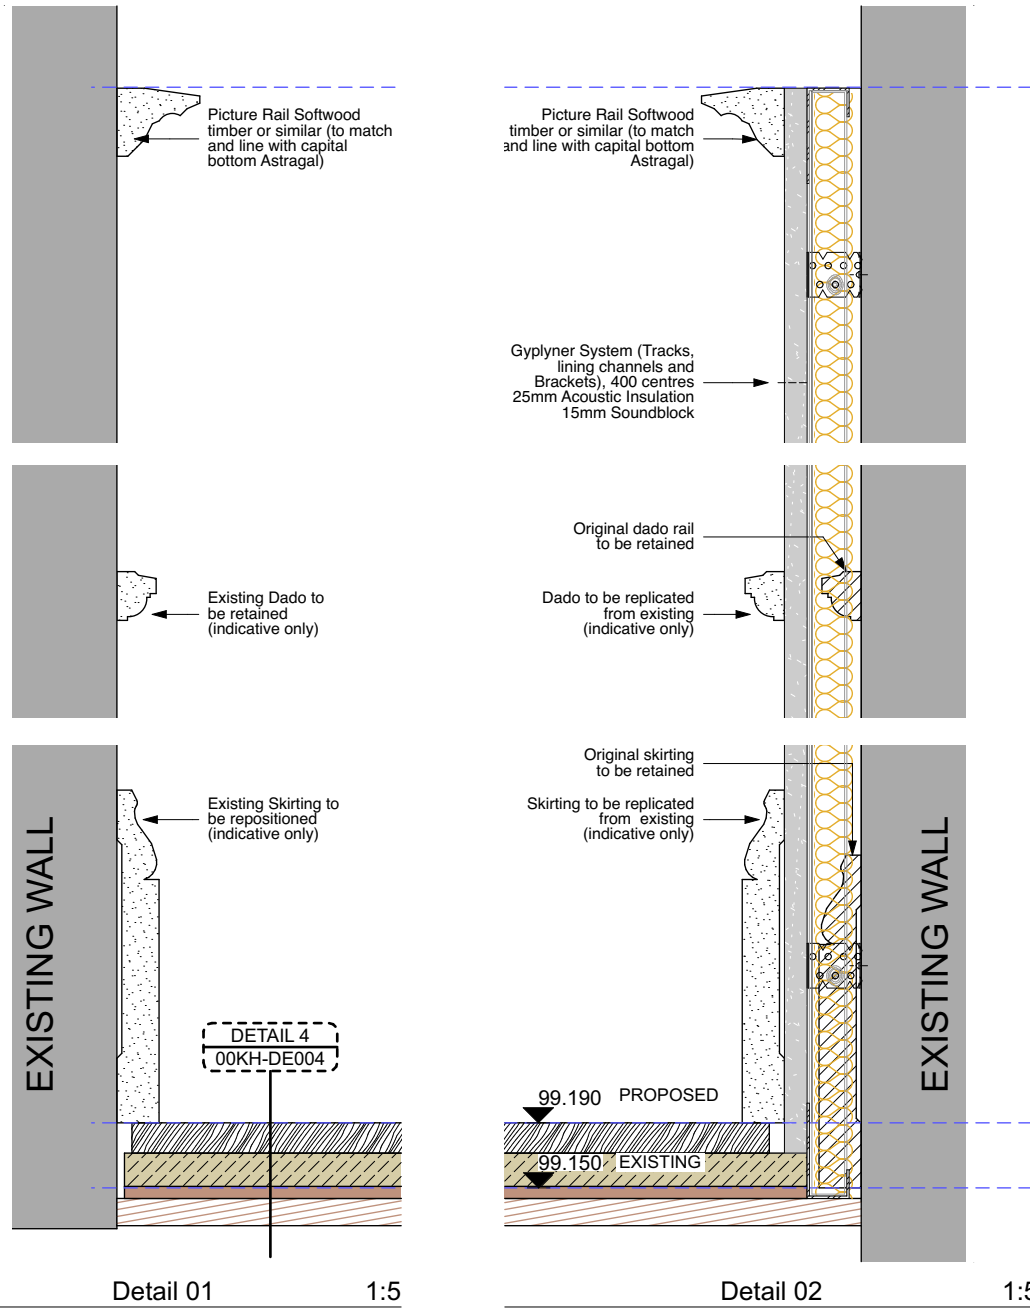 Picture Rail Softwood
timber or similar (to match
and line with capital
bottom Astragal)
Existing Dado to
be retained
(indicative only)
Existing Skirting to
be repositioned
(indicative only)
EXISTING WALL
DETAIL 4
00KH-DE004
Detail 01
1:5
Picture Rail Softwood
timber or similar (to match
and line with capital bottom
Astragal)
Gyplyner System (Tracks,
lining channels and
Brackets), 400 centres
25mm Acoustic Insulation
15mm Soundblock
Original dado rail
to be retained
Dado to be replicated
from existing
(indicative only)
Original skirting
to be retained
Skirting to be replicated
from existing
(indicative only)
EXISTING WALL
99.190 PROPOSED
99.150 EXISTING
Detail 02
1:5